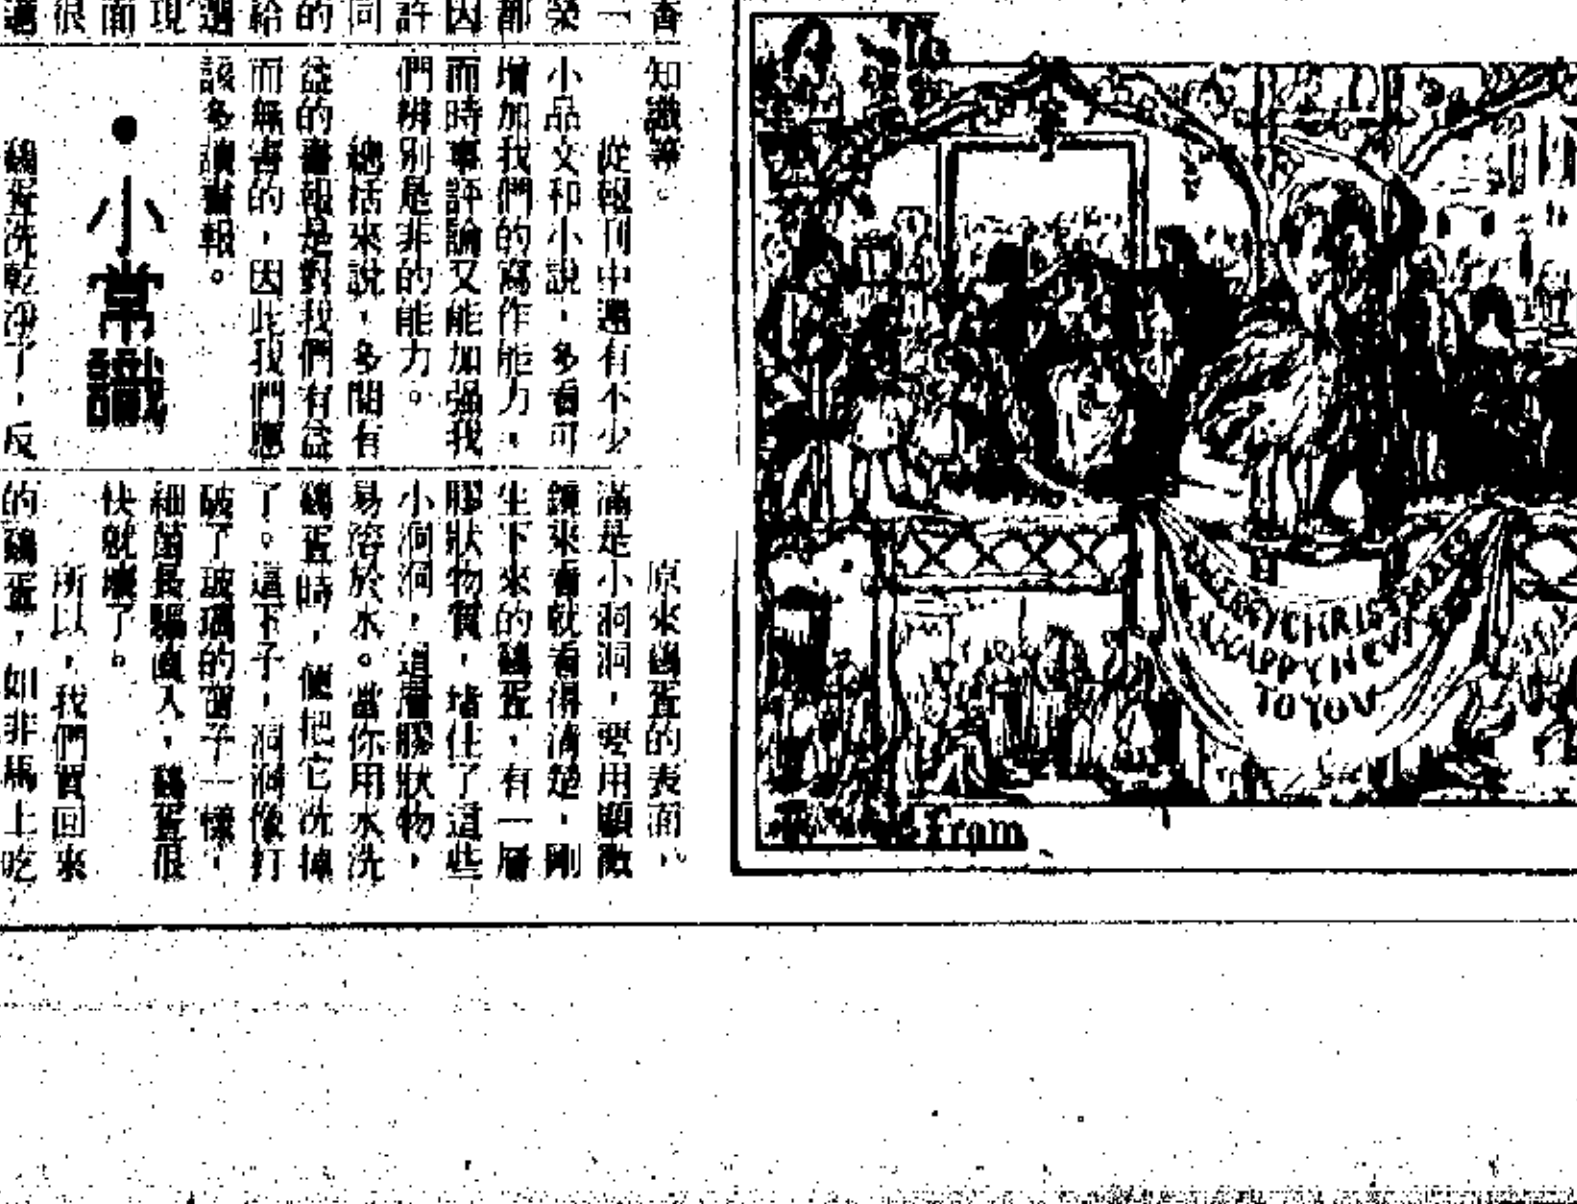 知識等。
從報刊中還有不少
小品文和小說，多看可
增加我們的寫作能力，
而時事評論又能加強我
們辨別是非的能力。
總括來說，多閱有
益的書報是對我們有益
而無害的，因此我們應
該多讀書報。
•小常識
鷄蛋洗乾淨了，反
原來鷄蛋的表面，
滿是小洞洞，要用顯微
鏡來看就看得清楚，剛
生下來的鷄蛋，有一層
膠狀物質，堵住了這些
小洞洞，這層膠狀物，
易溶於水。當你用水洗
鷄蛋時，便把它洗掉
了。這下子，洞洞像打
破了玻璃的窗子一樣，
細菌長驅直入，鷄蛋很
快就壞了。
所以，我們買回來
的鷄蛋，如非馬上吃
To
MERRY CHRISTMAS
& HAPPY NEW YEAR
TO YOU
from